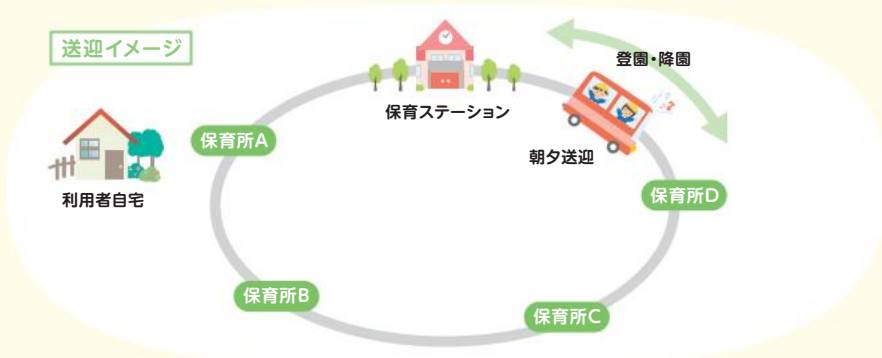 送迎イメージ
登園・降園
保育ステーション
保育所A
朝夕送迎
利用者自宅
保育所D
保育所B
保育所C